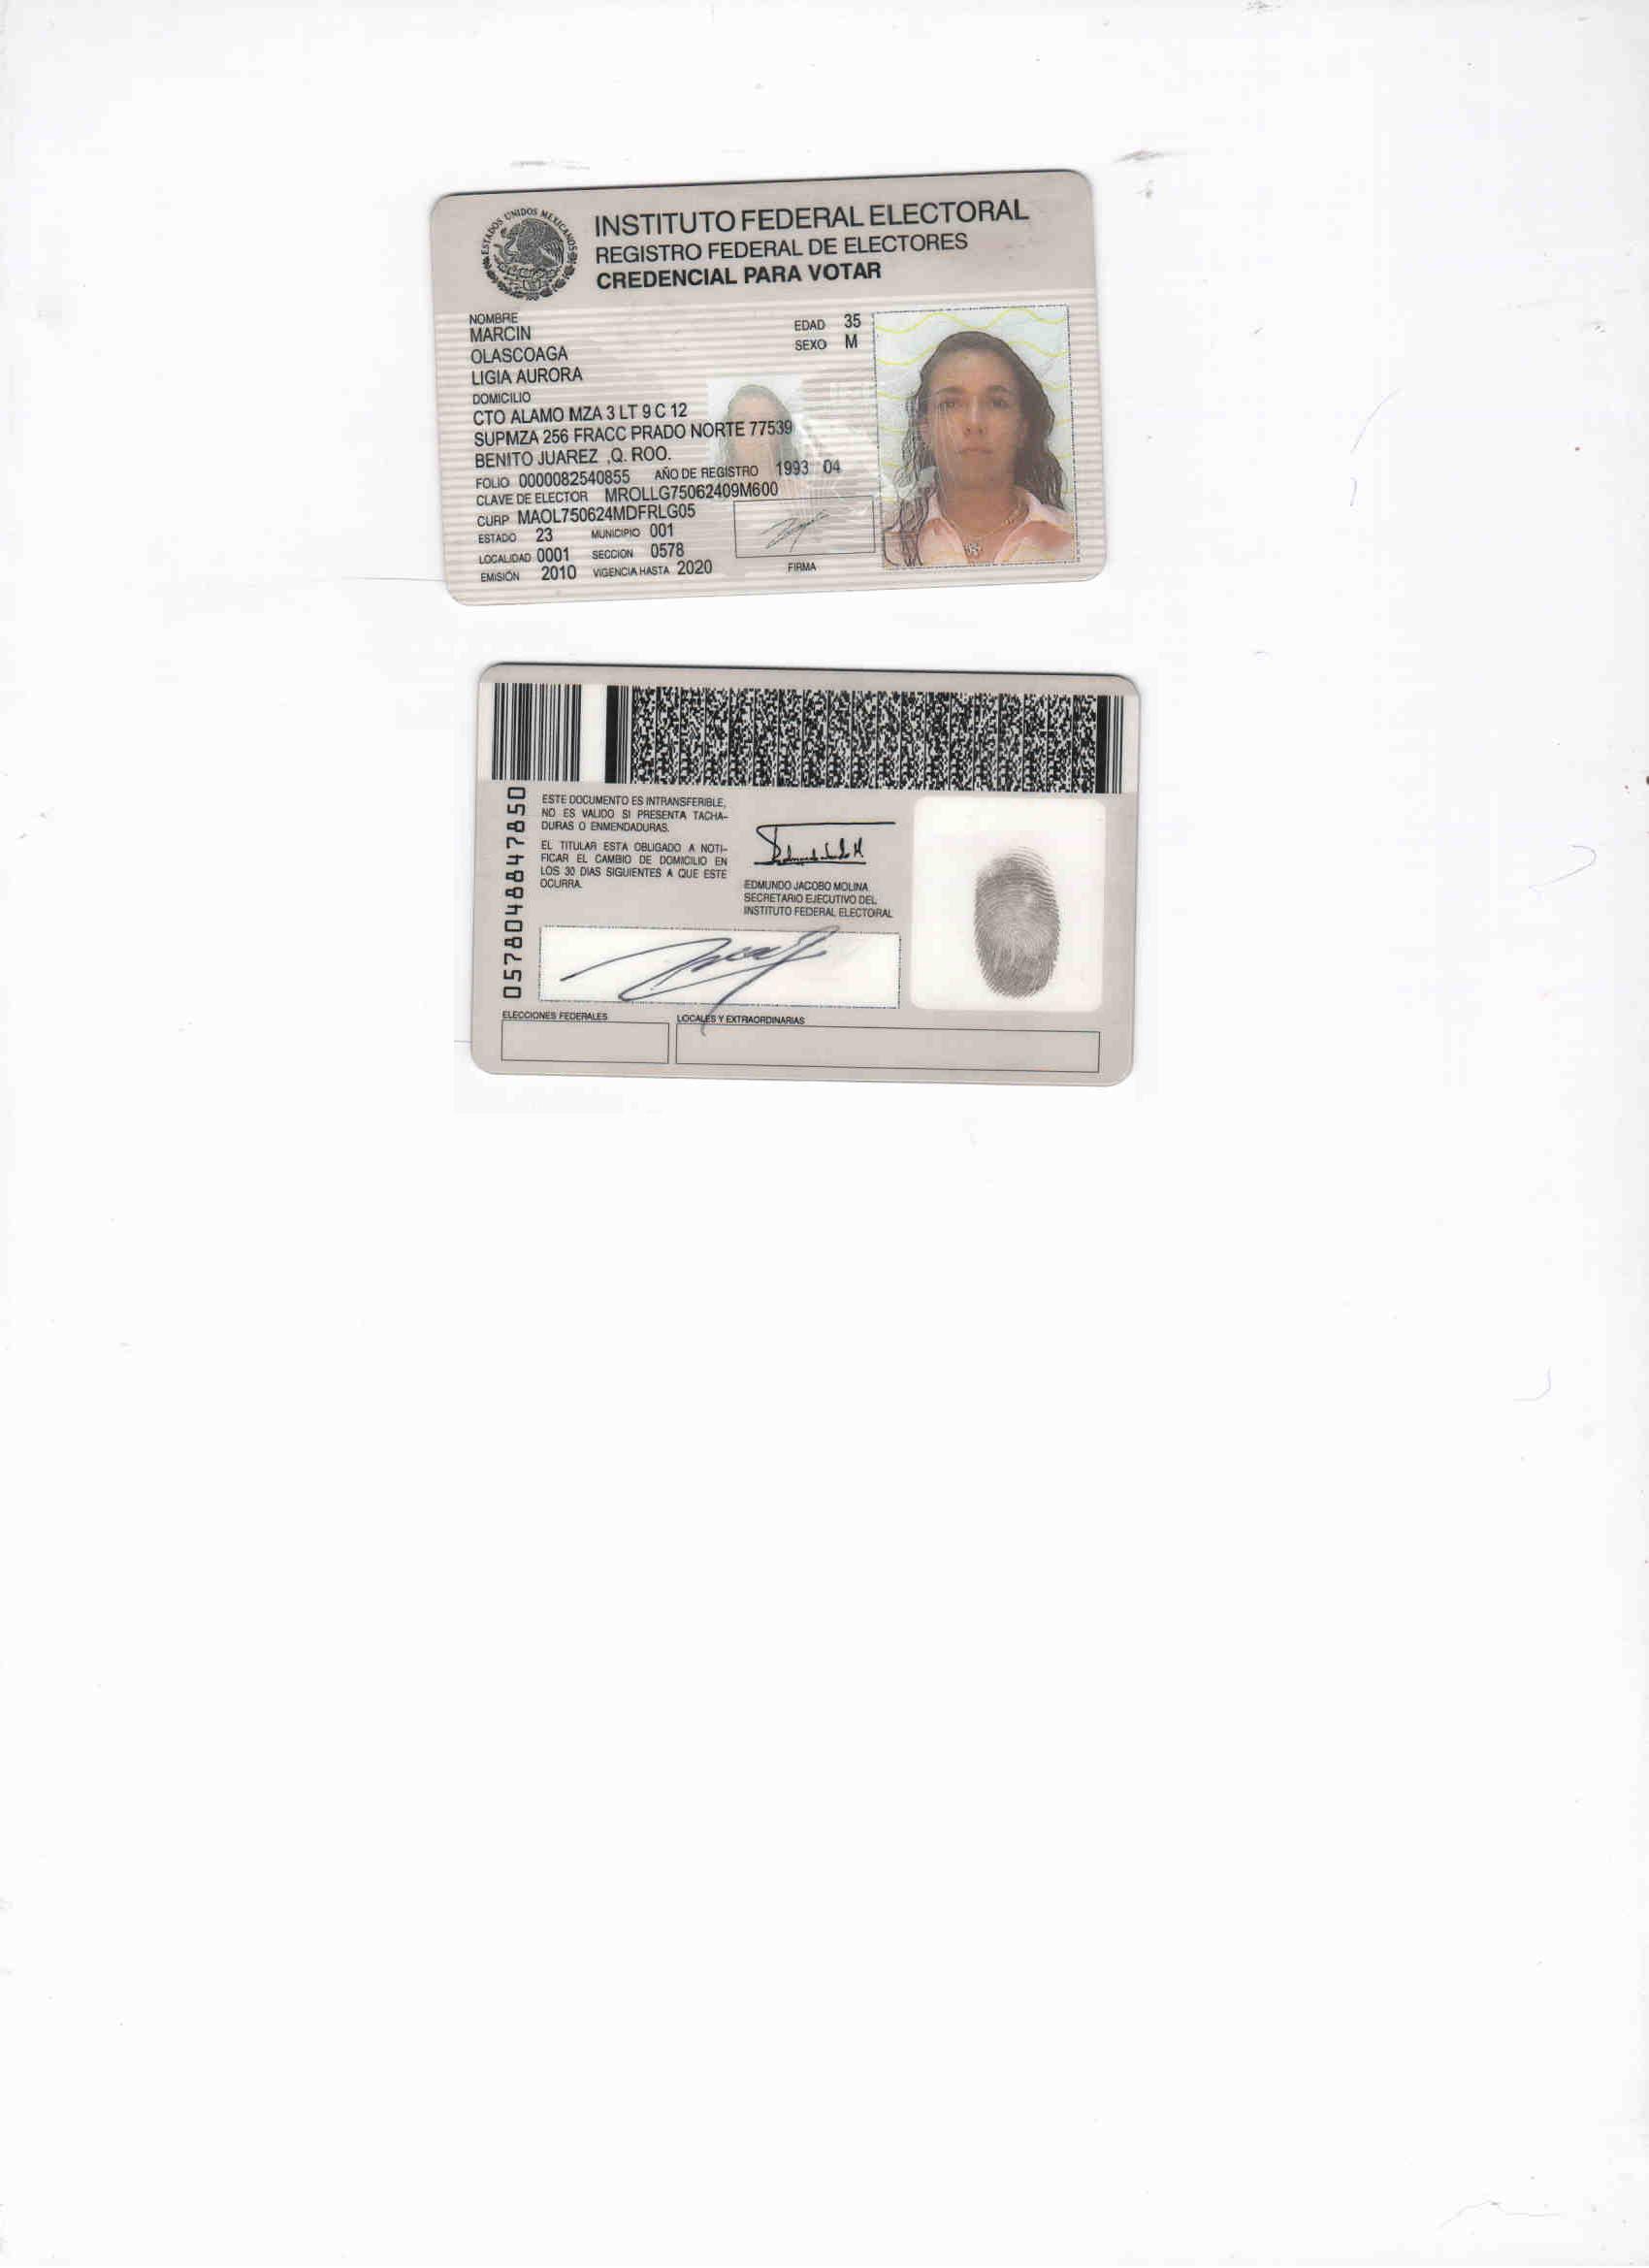 ESTADOS UNIDOS MEXICANOS
INSTITUTO FEDERAL ELECTORAL
REGISTRO FEDERAL DE ELECTORES
CREDENCIAL PARA VOTAR
NOMBRE
MARCIN
OLASCOAGA
LIGIA AURORA
EDAD 35
SEXO M
DOMICILIO
CTO ALAMO MZA 3 LT 9 C 12
SUPMZA 256 FRACC PRADO NORTE 77539
BENITO JUAREZ ,Q. ROO.
FOLIO 0000082540855 AÑO DE REGISTRO 1993 04
CLAVE DE ELECTOR MROLLG75062409M600
CURP MAOL750624MDFRLG05
ESTADO 23 MUNICIPIO 001
LOCALIDAD 0001 SECCION 0578
EMISIÓN 2010 VIGENCIA HASTA 2020
FIRMA
0578048847850
ESTE DOCUMENTO ES INTRANSFERIBLE,
NO ES VALIDO SI PRESENTA TACHA-
DURAS O ENMENDADURAS.
EL TITULAR ESTA OBLIGADO A NOTI-
FICAR EL CAMBIO DE DOMICILIO EN
LOS 30 DIAS SIGUIENTES A QUE ESTE
OCURRA.
EDMUNDO JACOBO MOLINA
SECRETARIO EJECUTIVO DEL
INSTITUTO FEDERAL ELECTORAL
ELECCIONES FEDERALES
LOCALES Y EXTRAORDINARIAS